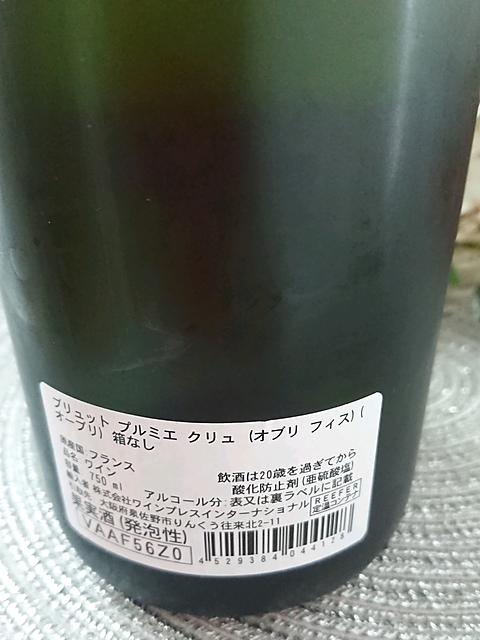 ブリュット プルミエ クリュ (オブリ フィス) (
オーブリ) 箱なし
原産国:フランス
品名:ワイン
容量:750 ml
飲酒は20歳を過ぎてから
酸化防止剤(亜硫酸塩)
アルコール分:表又は裏ラベルに記載
輸入者:株式会社ワインプレスインターナショナル
大阪府泉佐野市りんくう往来北2-11
REEFER
定温コンテナ
果実酒(発泡性)
VAAF56Z0
4529384044128